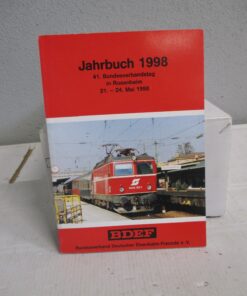 Jahrbuch 1998
41. Bundesverbandstag
in Rosenheim
21. – 24. Mai 1998
BDEF
Bundesverband Deutscher Eisenbahn-Freunde e.V.